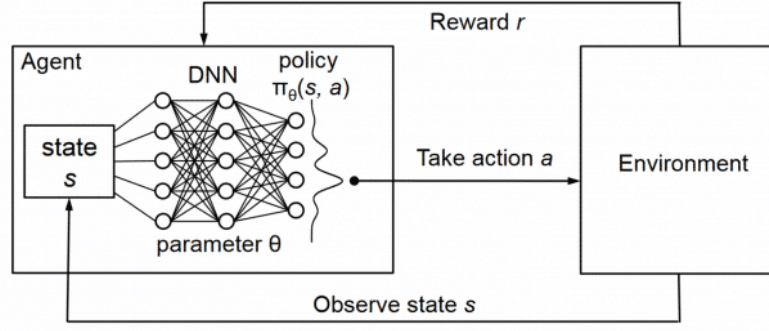 Reward r
Agent
DNN
policy
πθ(s, a)
state
s
Take action a
Environment
parameter θ
Observe state s